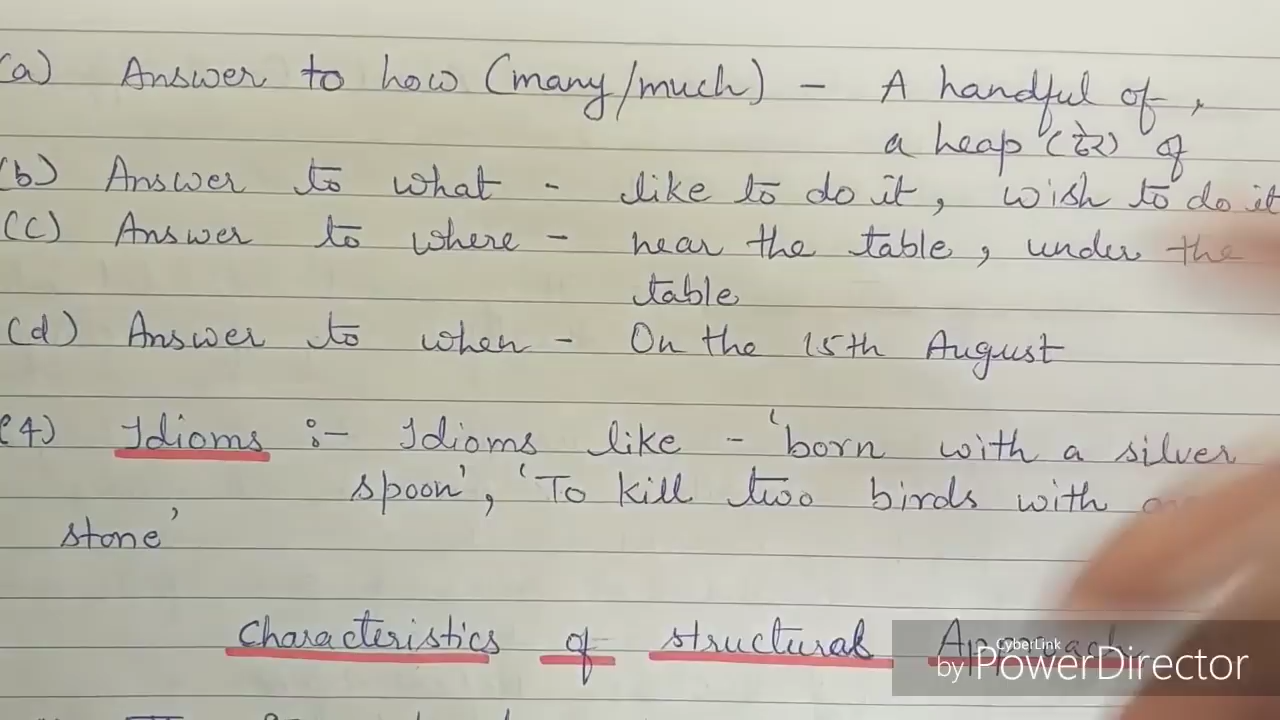 (a) Answer to how (many/much) - A handful of,
a heap (ढेर) of
(b) Answer to what - like to do it, wish to do it
(c) Answer to where - near the table, under the
table
(d) Answer to when - On the 15th August
(4) Idioms :- Idioms like - 'born with a silver
spoon', 'To kill two birds with
stone'
Characteristics of structural Approach
CyberLink
by PowerDirector